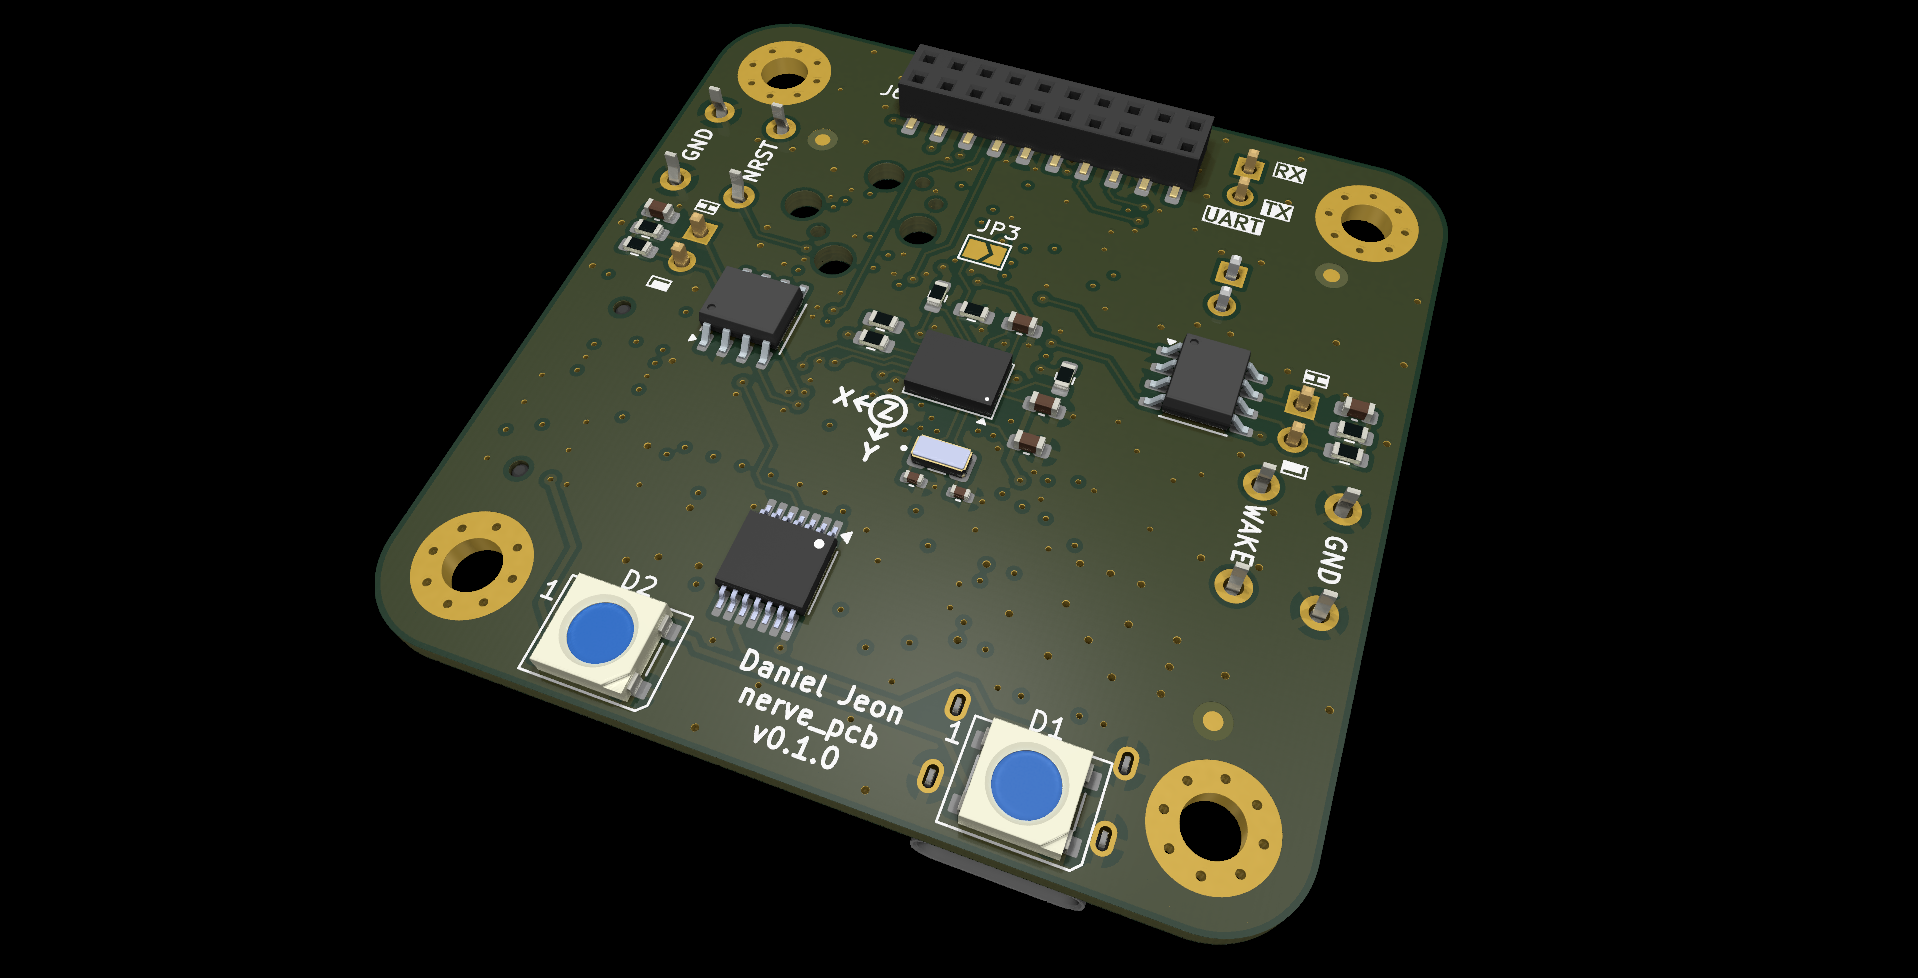 GND
NRST
H
L
JP3
RX
TX
UART
H
L
X
Z
Y
WAKE
GND
1
D2
Daniel Jeon
nerve_pcb
v0.1.0
1
D1